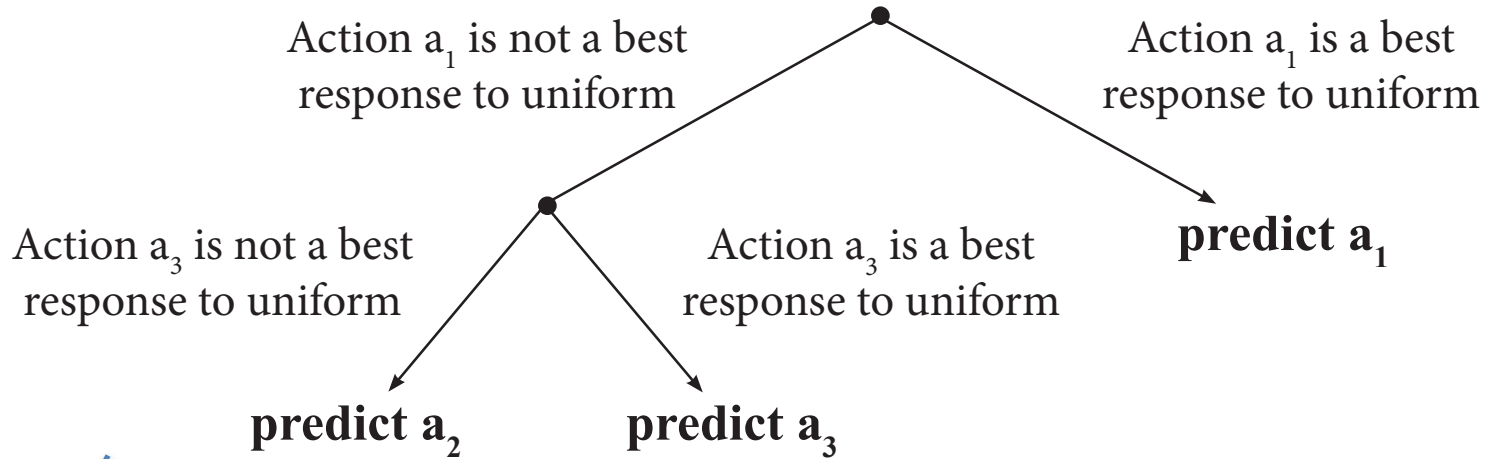 Action a₁ is not a best
response to uniform
Action a₁ is a best
response to uniform
predict a₁
Action a₃ is not a best
response to uniform
Action a₃ is a best
response to uniform
predict a₂
predict a₃